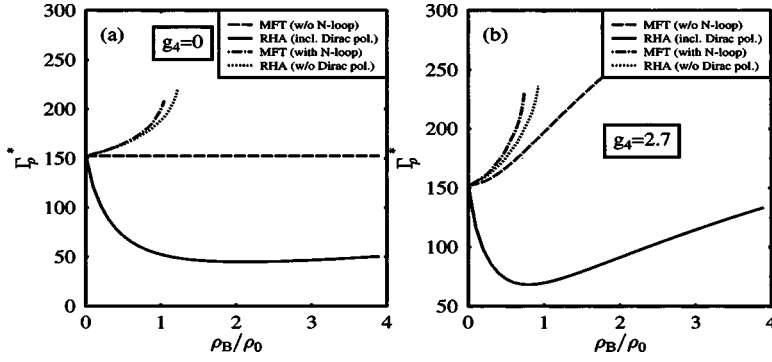 300
(a)
g4=0
MFT (w/o N-loop)
RHA (incl. Dirac pol.)
MFT (with N-loop)
RHA (w/o Dirac pol.)
250
200
150
100
50
0
Γρ*
0 1 2 3 4
ρB/ρ0
300
(b)
MFT (w/o N-loop)
RHA (incl. Dirac pol.)
MFT (with N-loop)
RHA (w/o Dirac pol.)
250
g4=2.7
200
150
100
50
Γρ*
0 1 2 3 4
ρB/ρ0